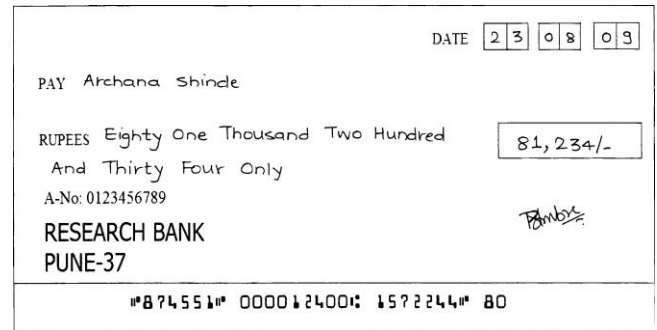 DATE 23 08 09
PAY Archana Shinde
RUPEES Eighty One Thousand Two Hundred
81,234/-
And Thirty Four Only
A-No: 0123456789
RESEARCH BANK
PUNE-37
⑈874551⑈ 000012400⑆ 1572244⑈ 80